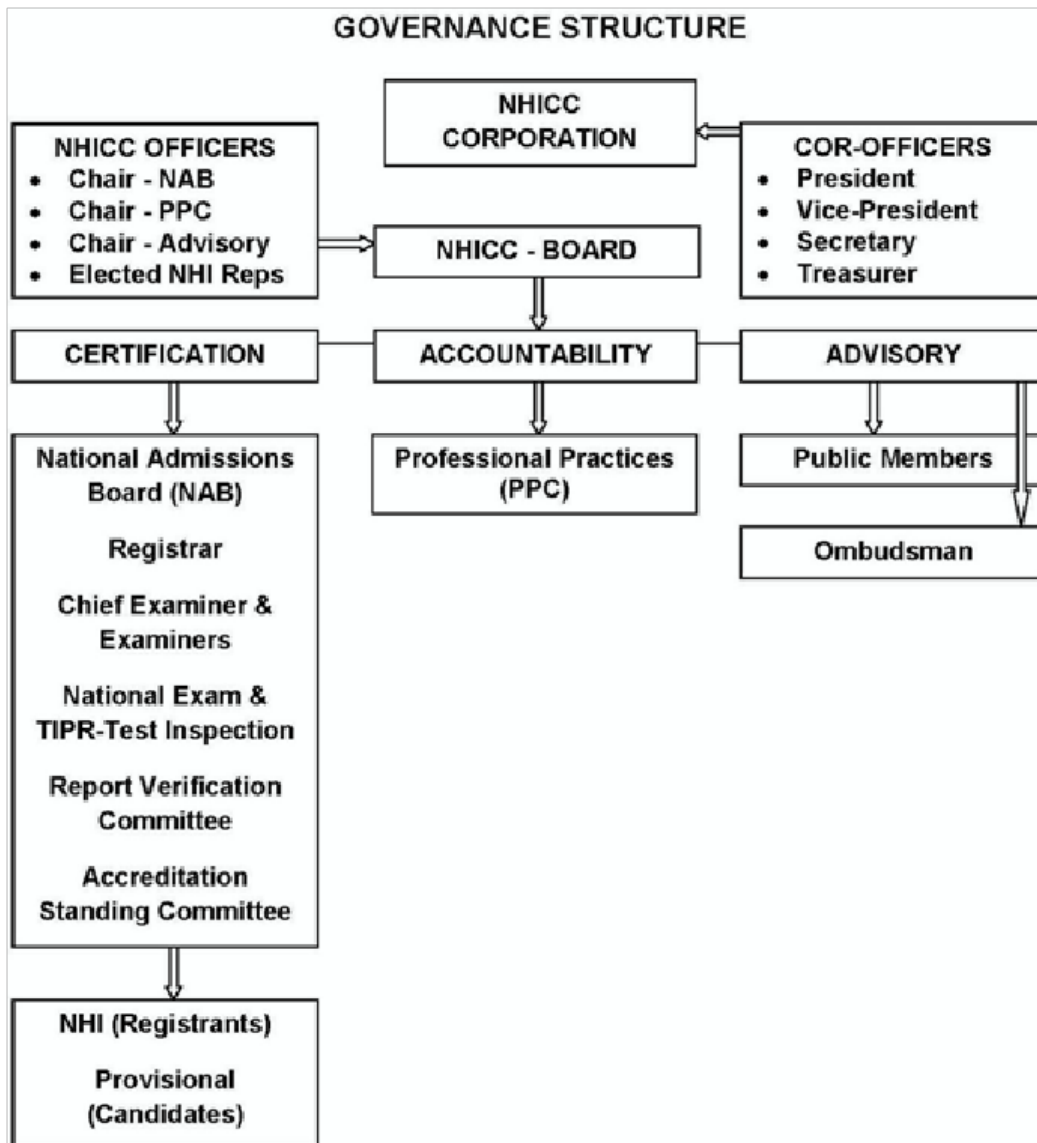 GOVERNANCE STRUCTURE
NHICC
CORPORATION
NHICC OFFICERS
• Chair - NAB
• Chair - PPC
• Chair - Advisory
• Elected NHI Reps
COR-OFFICERS
• President
• Vice-President
• Secretary
• Treasurer
NHICC - BOARD
CERTIFICATION
ACCOUNTABILITY
ADVISORY
National Admissions
Board (NAB)
Registrar
Chief Examiner &
Examiners
National Exam &
TIPR-Test Inspection
Report Verification
Committee
Accreditation
Standing Committee
Professional Practices
(PPC)
Public Members
Ombudsman
NHI (Registrants)
Provisional
(Candidates)